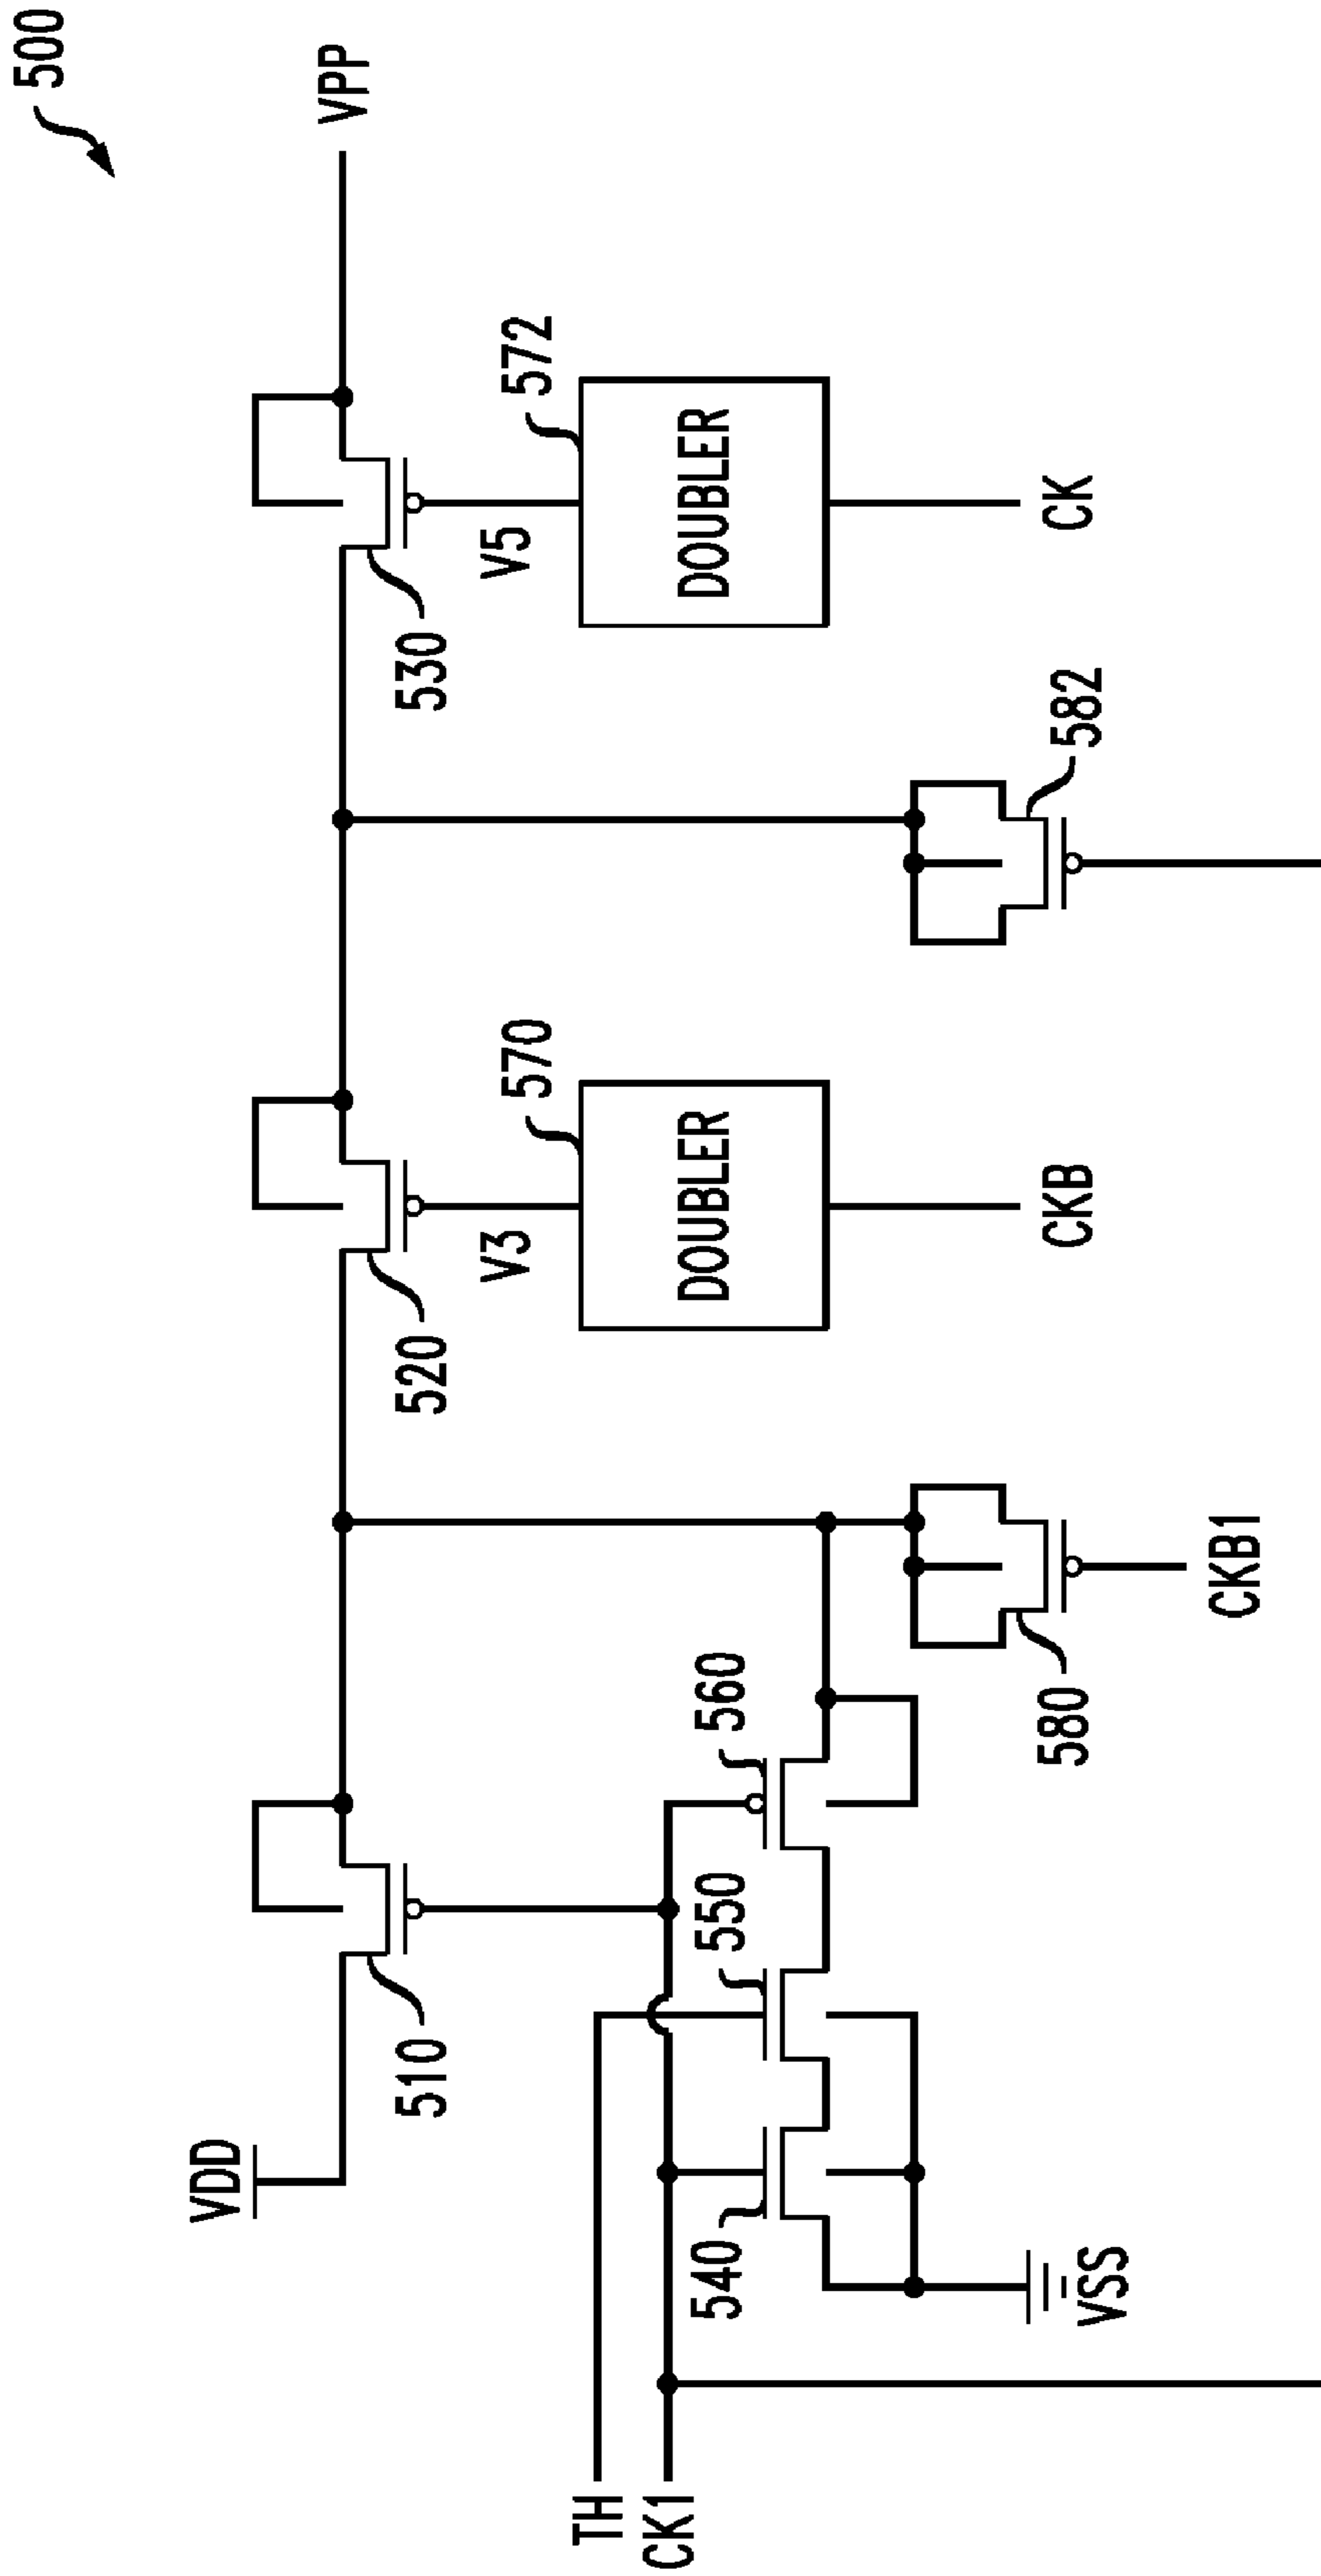 500
VDD
510
520
530
VPP
V3
V5
570
572
DOUBLER
DOUBLER
TH
CK1
540
550
560
580
582
CKB
CK
VSS
CKB1